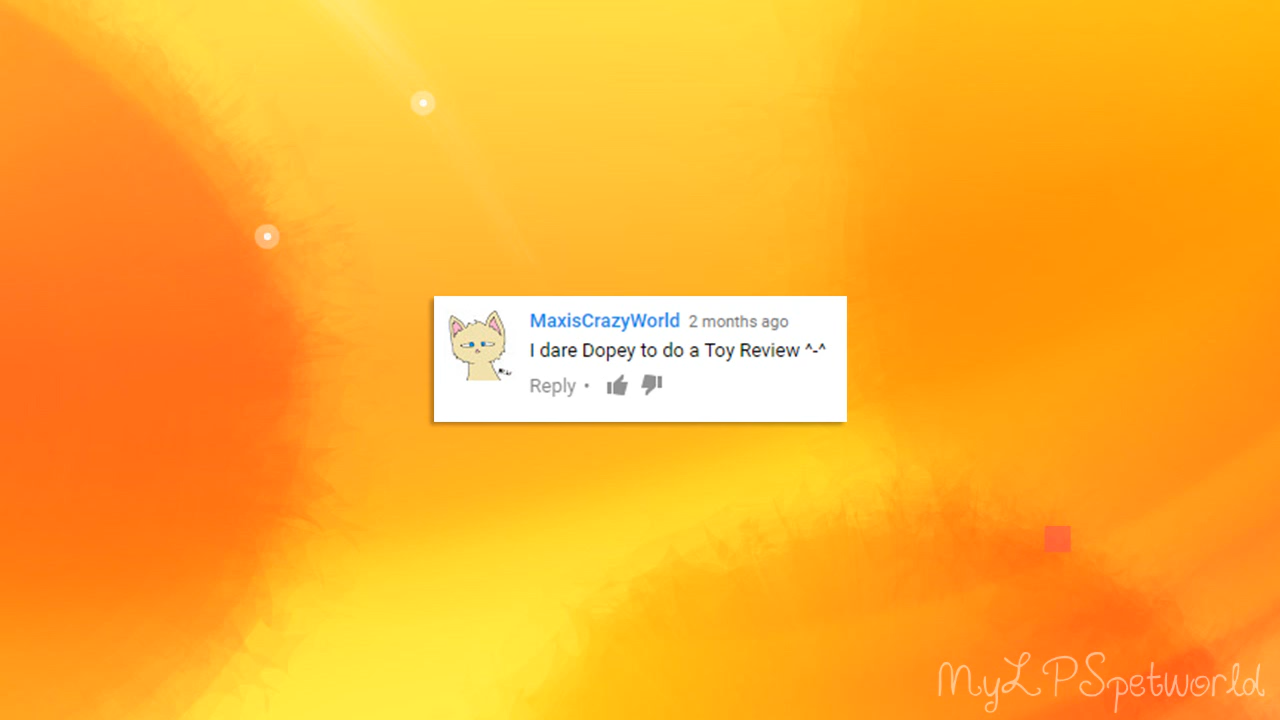 MaxisCrazyWorld 2 months ago
I dare Dopey to do a Toy Review ^-^
Reply •
MyLPSpetworld